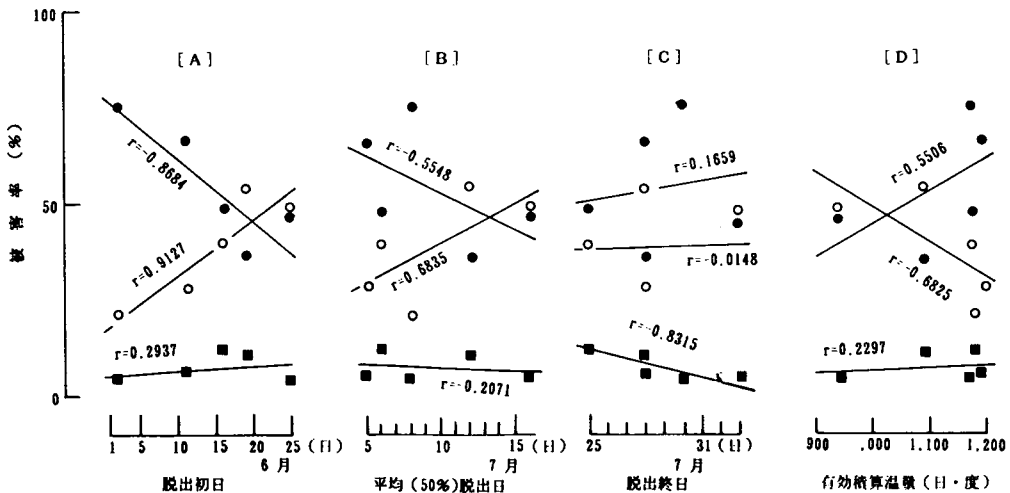 100
50
0
被害率 (%)
[A]
[B]
[C]
[D]
r=-0.8684
r=0.9127
r=0.2937
r=-0.5548
r=0.6835
r=-0.2071
r=0.1659
r=-0.0148
r=-0.8315
r=0.5506
r=-0.6825
r=0.2297
1 5 10 15 20 25 (日)
6 月
脱出初日
5 10 15 (日)
7 月
平均 (50%) 脱出日
25 31 (日)
7 月
脱出終日
900 .000 1.100 1.200
有効積算温量 (日・度)